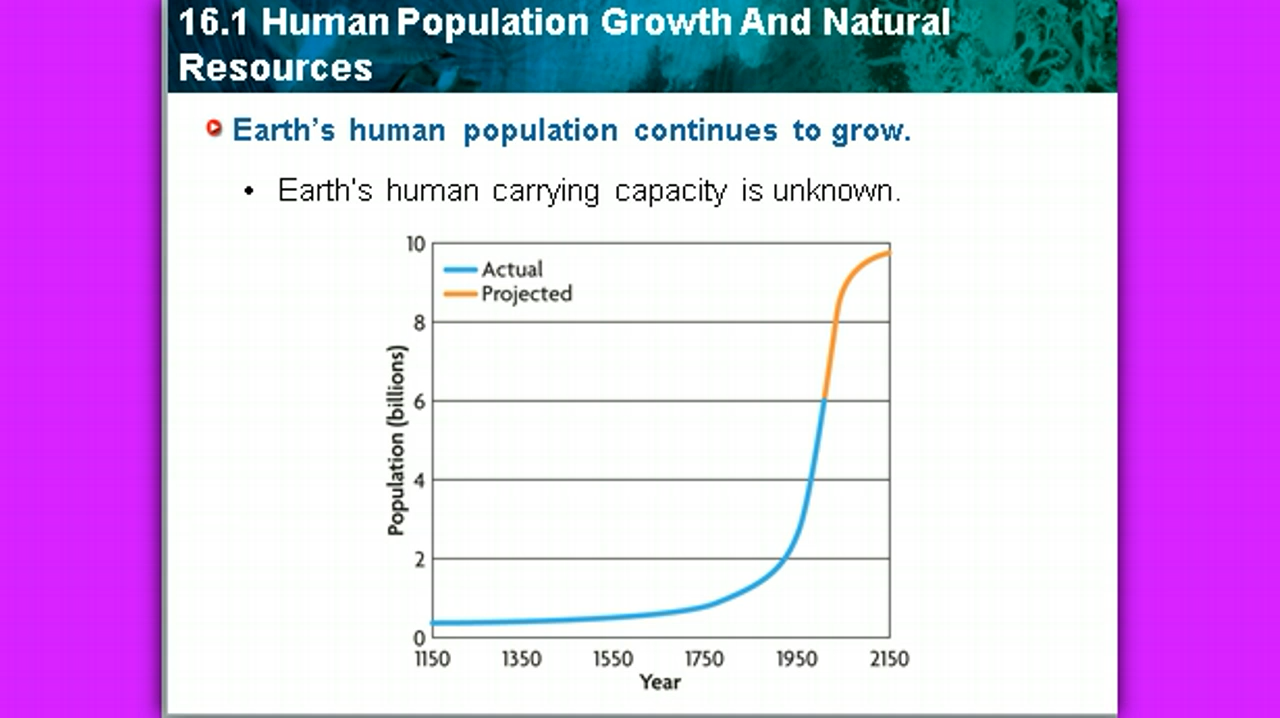 16.1 Human Population Growth And Natural
Resources
Earth's human population continues to grow.
• Earth's human carrying capacity is unknown.
10
Actual
Projected
8
6
4
2
0
Population (billions)
1150 1350 1550 1750 1950 2150
Year